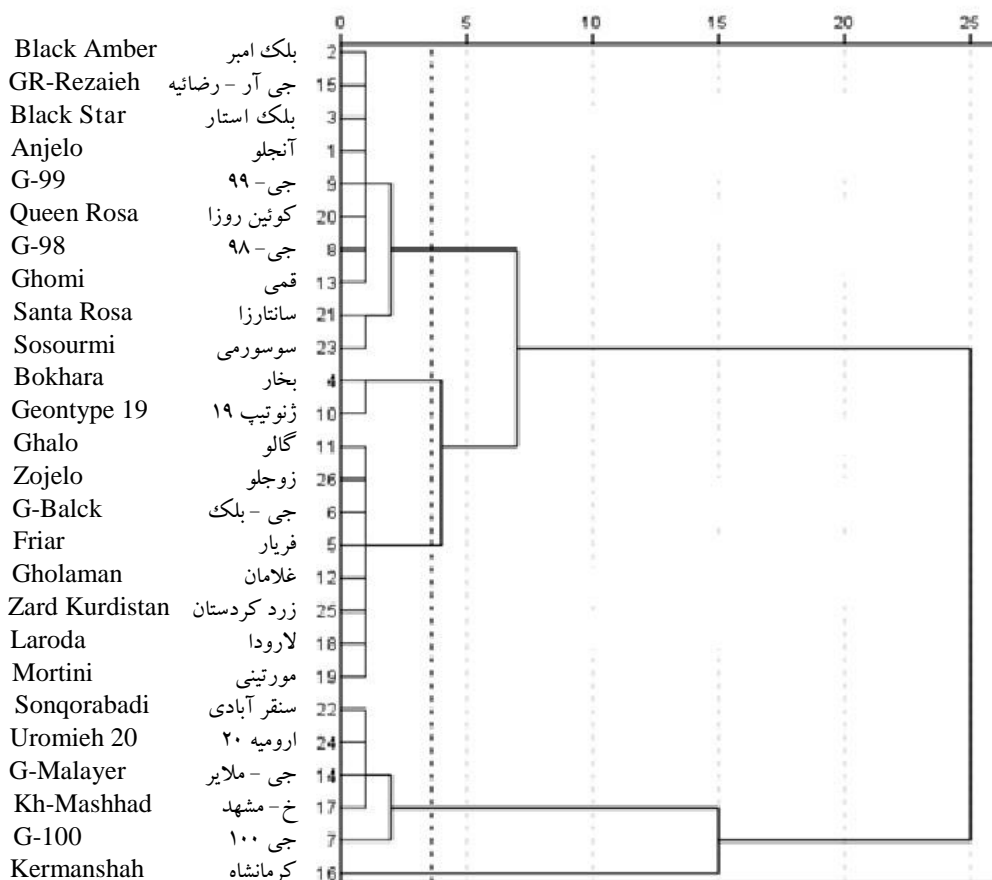 0 5 10 15 20 25
Black Amber بلک امبر 2
GR-Rezaieh جی آر - رضائیه 15
Black Star بلک استار 3
Anjelo آنجلو 1
G-99 جی- ۹۹ 9
Queen Rosa کوئین روزا 20
G-98 جی- ۹۸ 8
Ghomi قمی 13
Santa Rosa سانتارزا 21
Sosourmi سوسورمی 23
Bokhara بخار 4
Geontype 19 ژنوتیپ ۱۹ 10
Ghalo گالو 11
Zojelo زوجلو 26
G-Balck جی - بلک 6
Friar فریار 5
Gholaman غلامان 12
Zard Kurdistan زرد کردستان 25
Laroda لارودا 18
Mortini مورتینی 19
Sonqorabadi سنقر آبادی 22
Uromieh 20 ارومیه ۲۰ 24
G-Malayer جی - ملایر 14
Kh-Mashhad خ- مشهد 17
G-100 جی ۱۰۰ 7
Kermanshah کرمانشاه 16